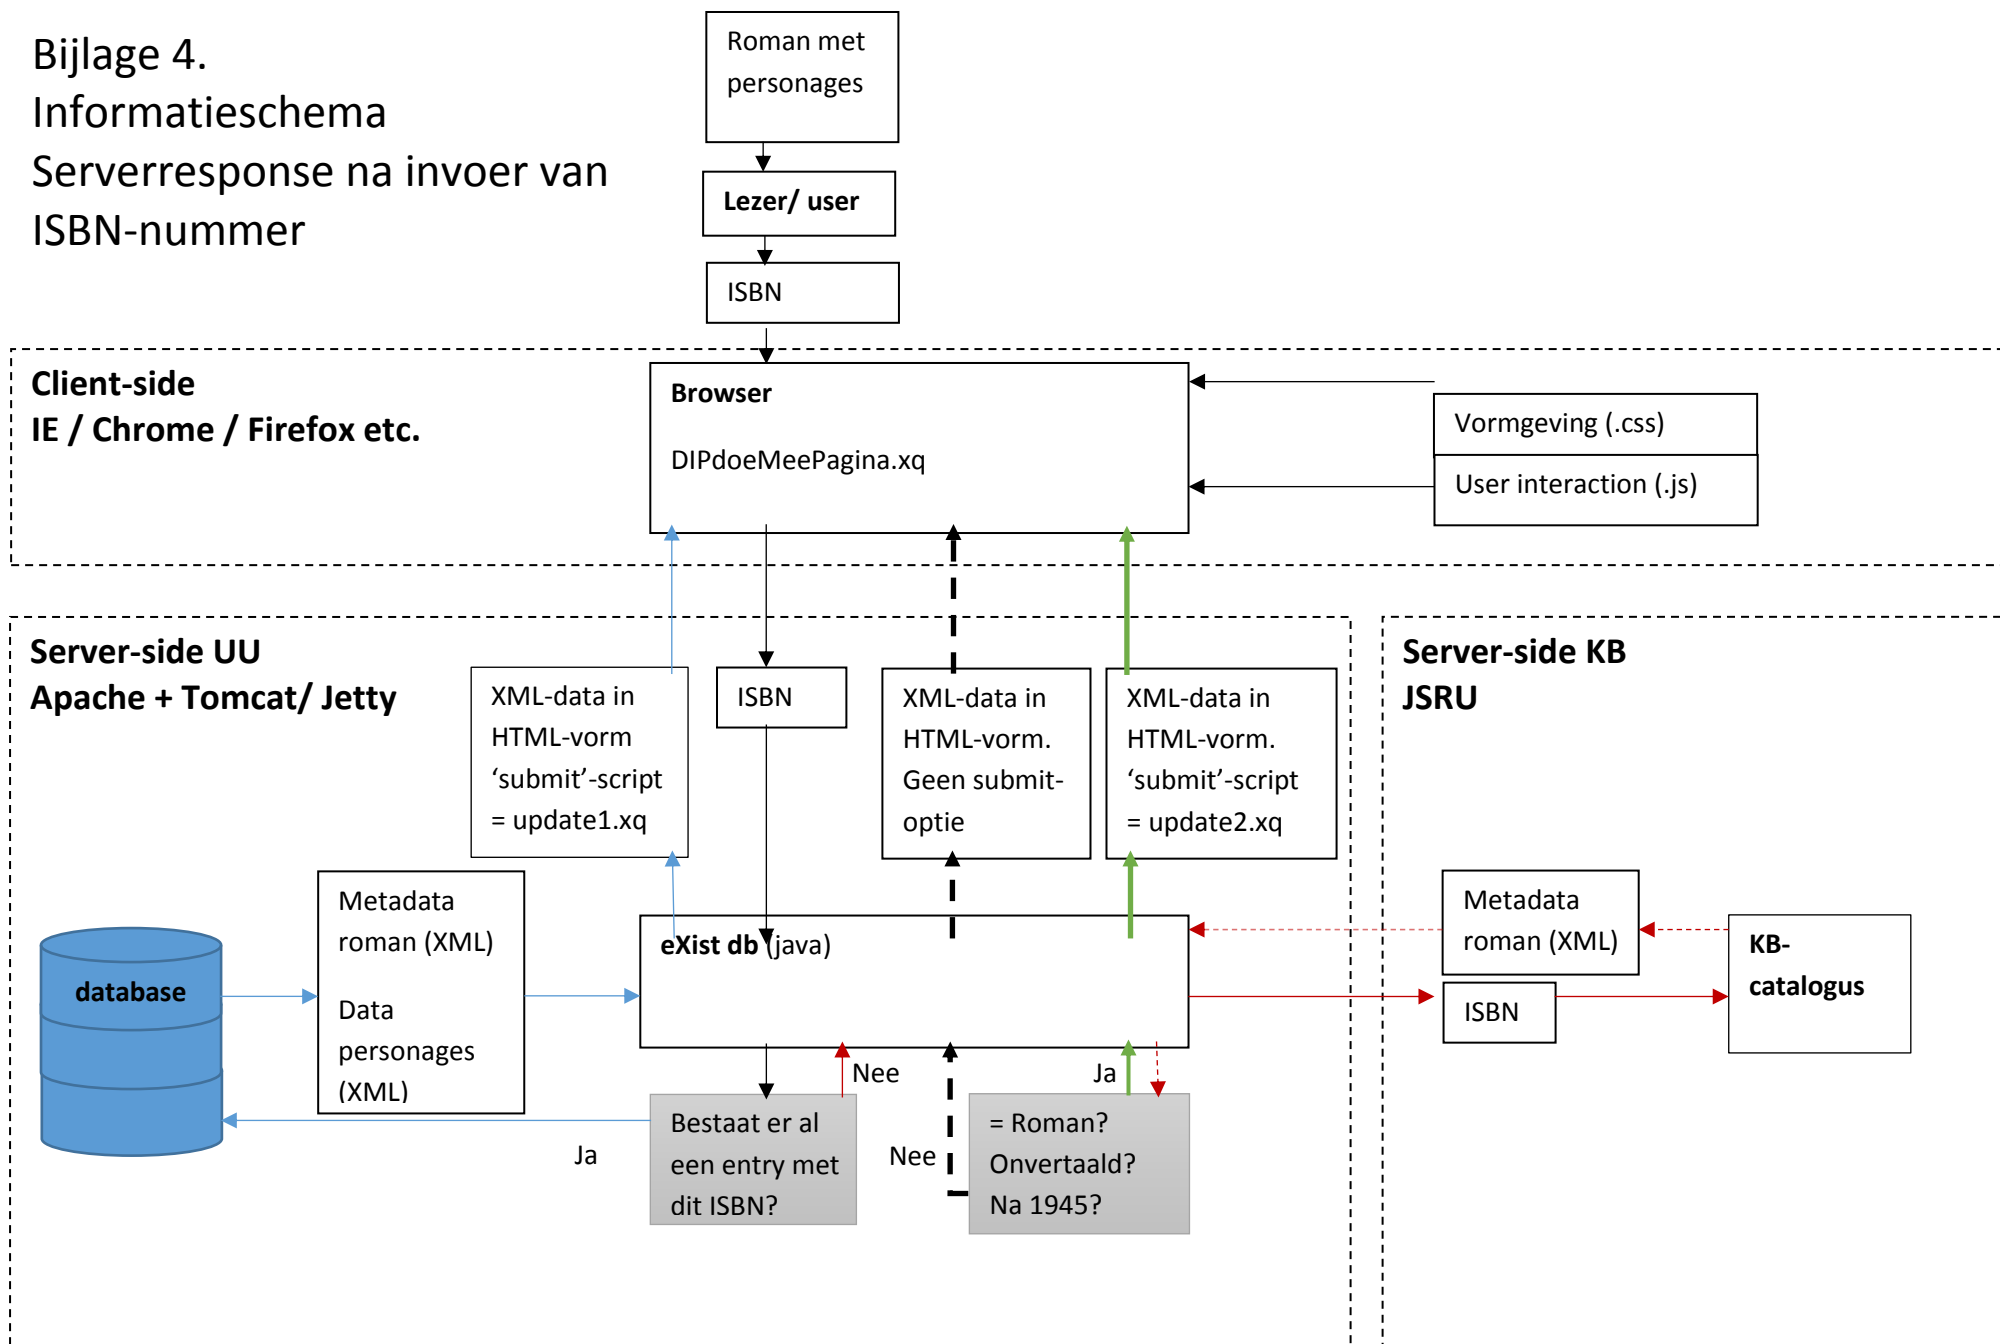 Bijlage 4.
Informatieschema
Serverresponse na invoer van
ISBN-nummer
Roman met
personages
Lezer/ user
ISBN
Client-side
IE / Chrome / Firefox etc.
Browser
DIPdoeMeePagina.xq
Vormgeving (.css)
User interaction (.js)
Server-side UU
Apache + Tomcat/ Jetty
XML-data in
HTML-vorm
‘submit’-script
= update1.xq
ISBN
XML-data in
HTML-vorm.
Geen submit-
optie
XML-data in
HTML-vorm.
‘submit’-script
= update2.xq
Server-side KB
JSRU
database
Metadata
roman (XML)
Data
personages
(XML)
eXist db (java)
Metadata
roman (XML)
ISBN
KB-
catalogus
Nee
Ja
Bestaat er al
een entry met
dit ISBN?
Ja
Nee
= Roman?
Onvertaald?
Na 1945?